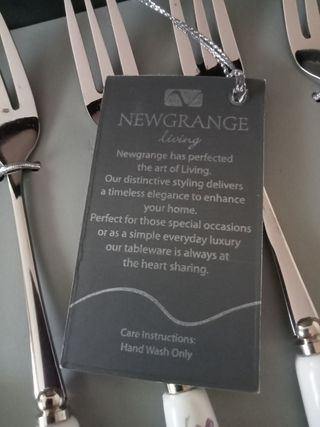 NEWGRANGE
living
Newgrange has perfected
the art of Living.
Our distinctive styling delivers
a timeless elegance to enhance
your home.
Perfect for those special occasions
or as a simple everyday luxury
our tableware is always at
the heart sharing.
Care Instructions:
Hand Wash Only